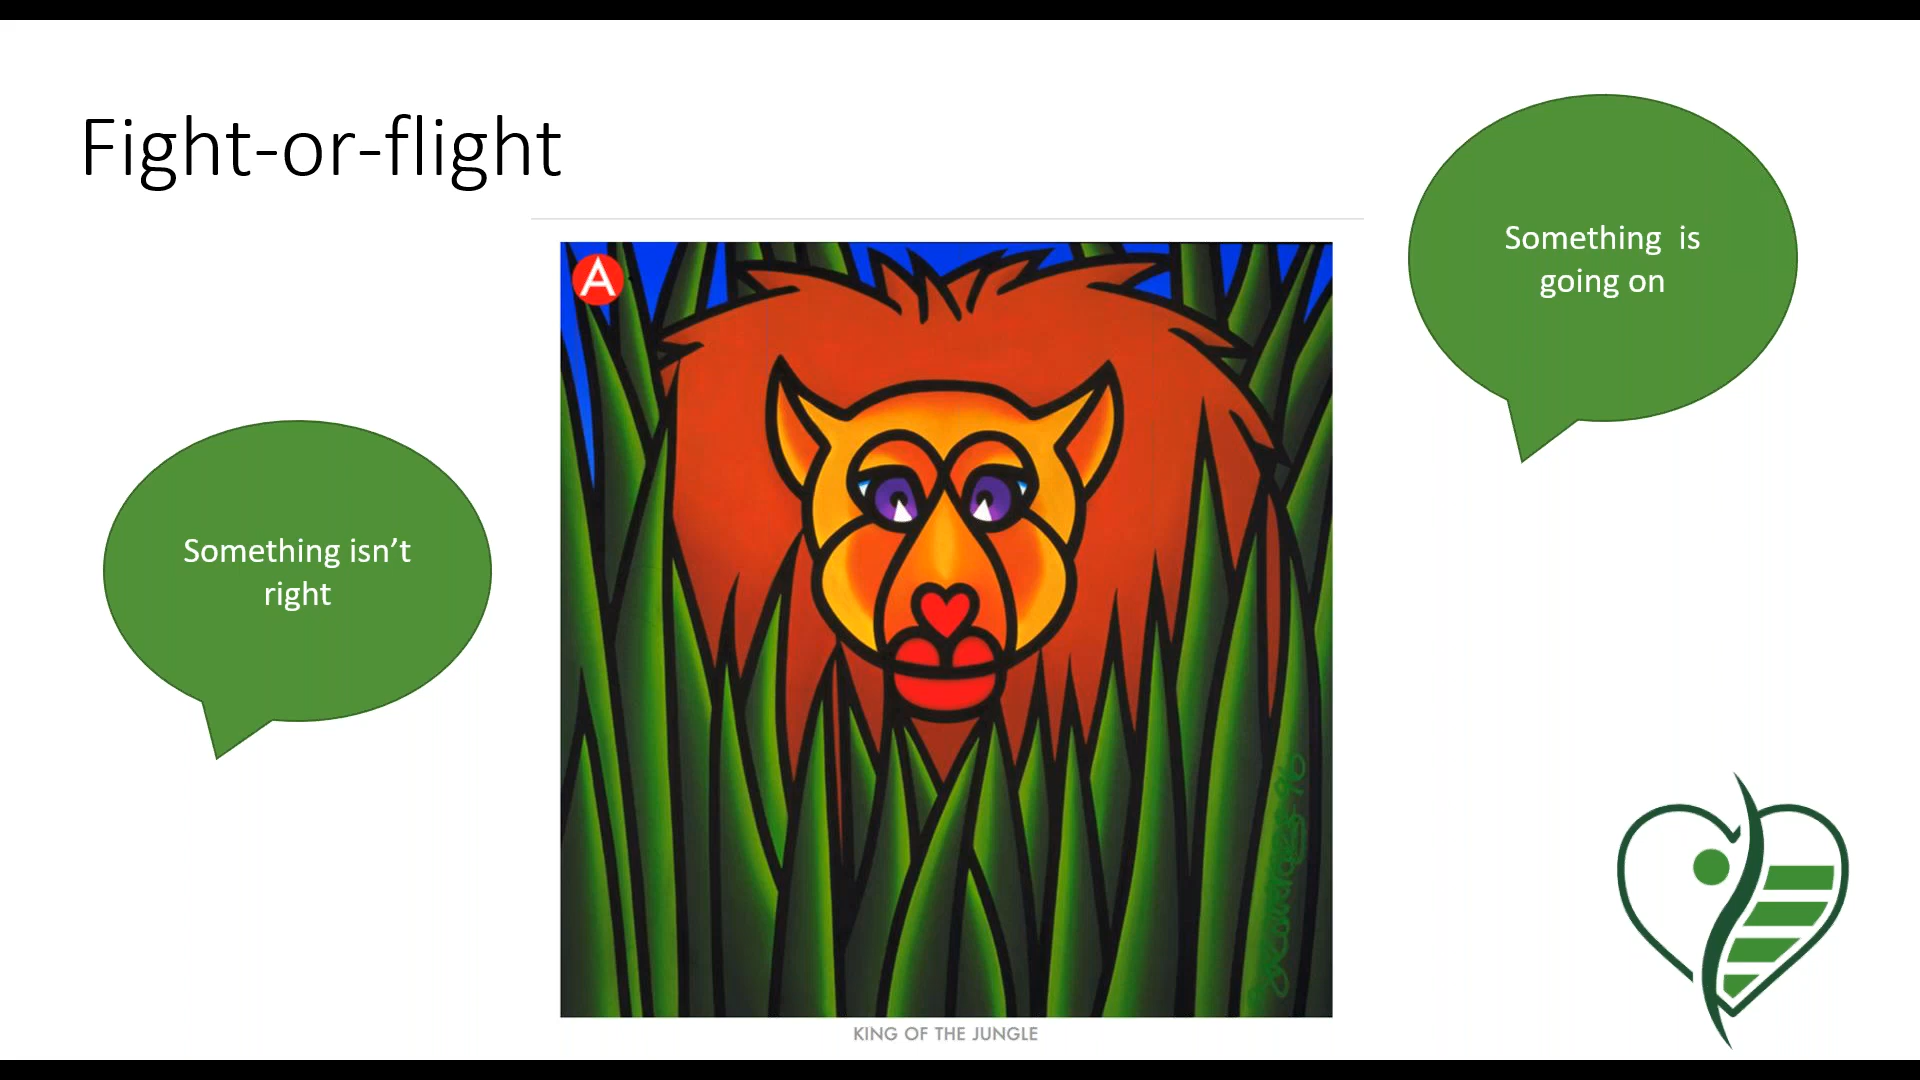 Fight-or-flight
Something is
going on
A
Something isn’t
right
KING OF THE JUNGLE